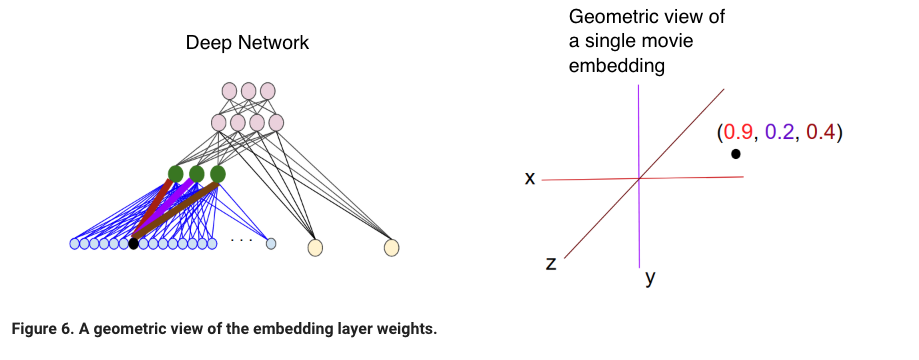 Deep Network
Geometric view of
a single movie
embedding
(0.9, 0.2, 0.4)
x
z
y
. . .
Figure 6. A geometric view of the embedding layer weights.